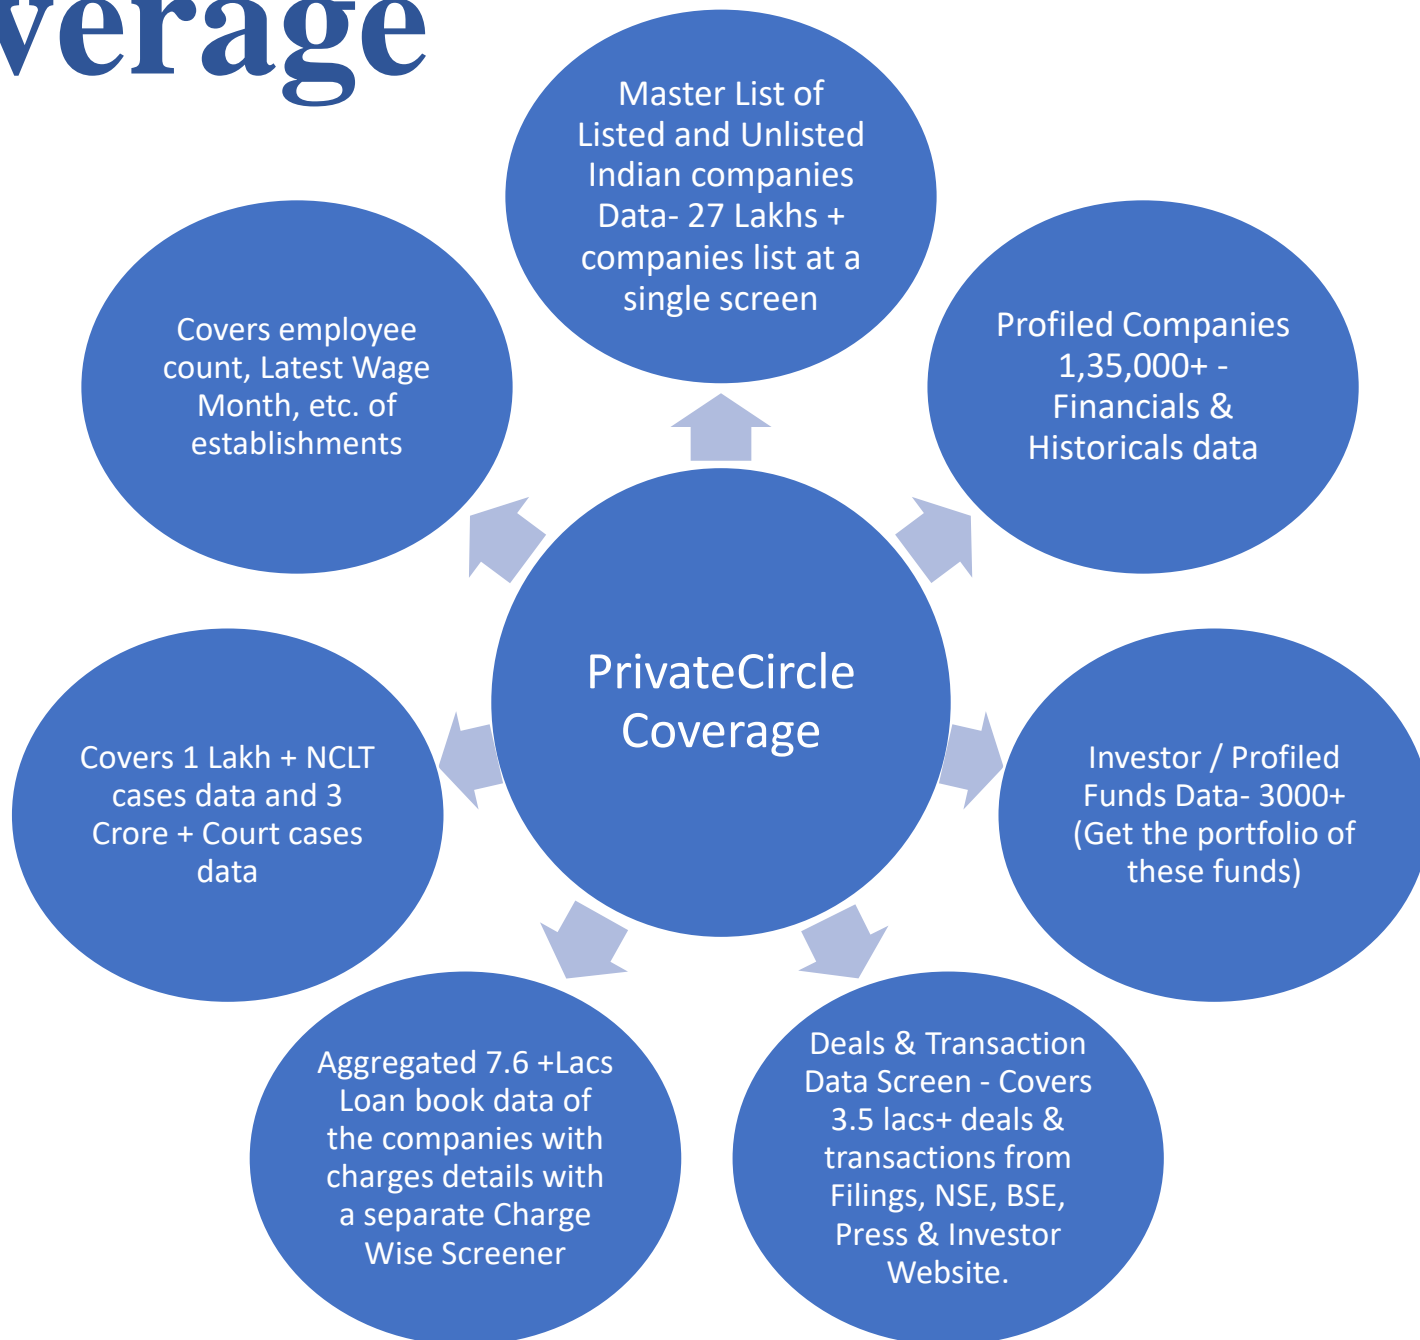 verage
Master List of
Listed and Unlisted
Indian companies
Data- 27 Lakhs +
companies list at a
single screen
Profiled Companies
1,35,000+ -
Financials &
Historicals data
Investor / Profiled
Funds Data- 3000+
(Get the portfolio of
these funds)
Deals & Transaction
Data Screen - Covers
3.5 lacs+ deals &
transactions from
Filings, NSE, BSE,
Press & Investor
Website.
Aggregated 7.6 +Lacs
Loan book data of
the companies with
charges details with
a separate Charge
Wise Screener
Covers 1 Lakh + NCLT
cases data and 3
Crore + Court cases
data
Covers employee
count, Latest Wage
Month, etc. of
establishments
PrivateCircle
Coverage